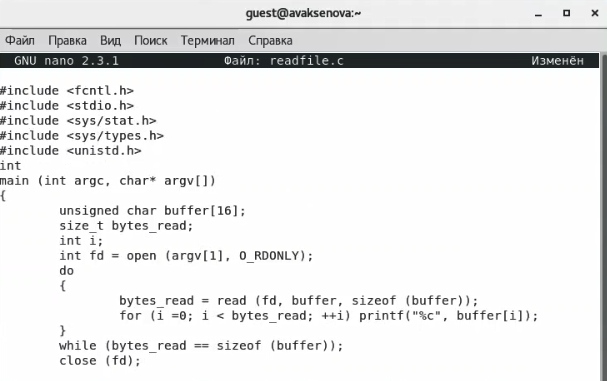 guest@avaksenova:~
Файл Правка Вид Поиск Терминал Справка
GNU nano 2.3.1 Файл: readfile.c Изменён
#include <fcntl.h>
#include <stdio.h>
#include <sys/stat.h>
#include <sys/types.h>
#include <unistd.h>
int
main (int argc, char* argv[])
{
        unsigned char buffer[16];
        size_t bytes_read;
        int i;
        int fd = open (argv[1], O_RDONLY);
        do
        {
                bytes_read = read (fd, buffer, sizeof (buffer));
                for (i =0; i < bytes_read; ++i) printf("%c", buffer[i]);
        }
        while (bytes_read == sizeof (buffer));
        close (fd);